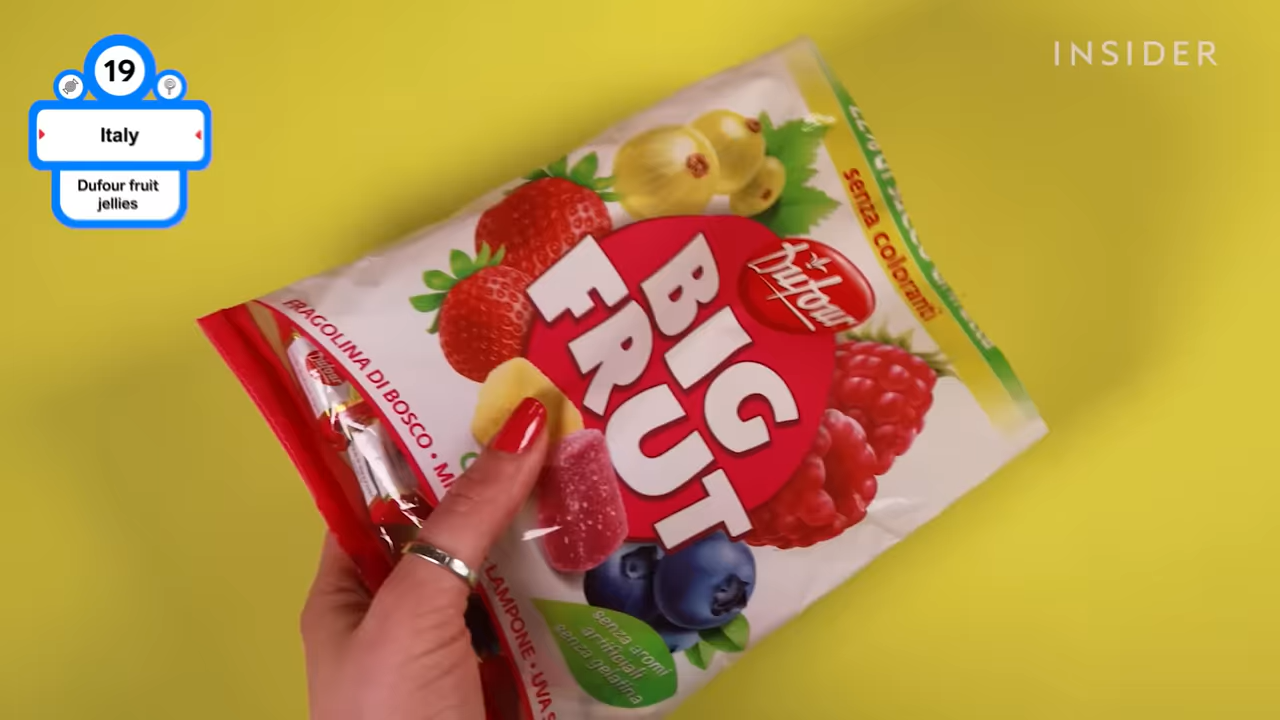 19
Italy
Dufour fruit
jellies
INSIDER
senza coloranti
Dufour
BIG
FRUT
FRAGOLINA DI BOSCO •
LAMPONE •
senza aromi
artificiali
senza gelatina
Dufour